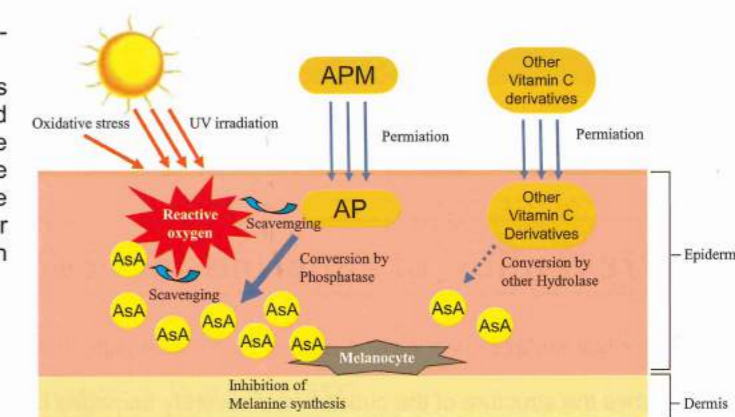 Oxidative stress
UV irradiation
APM
Permiation
Other
Vitamin C
derivatives
Permiation
Reactive
oxygen
Scavemging
AP
Other
Vitamin C
Derivatives
Conversion by
Phosphatase
Conversion by
other Hydrolase
AsA
Scavenging
AsA
AsA
AsA
AsA
AsA
AsA
AsA
AsA
Melanocyte
Inhibition of
Melanine synthesis
Epiderm
Dermis